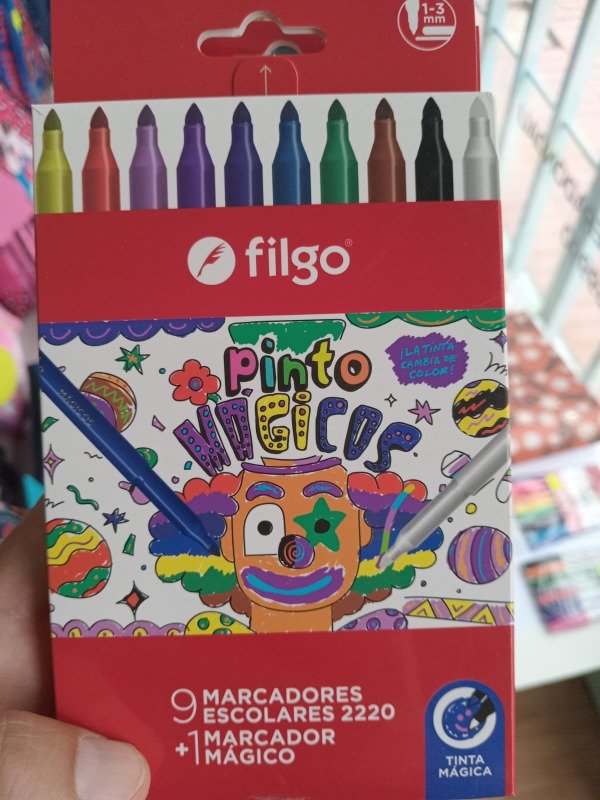 1-3
mm
filgo®
pinto
MÁGICOS
¡LA TINTA
CAMBIA DE
COLOR!
MÁGICOS
9 MARCADORES
ESCOLARES 2220
+1 MARCADOR
MÁGICO
TINTA
MÁGICA